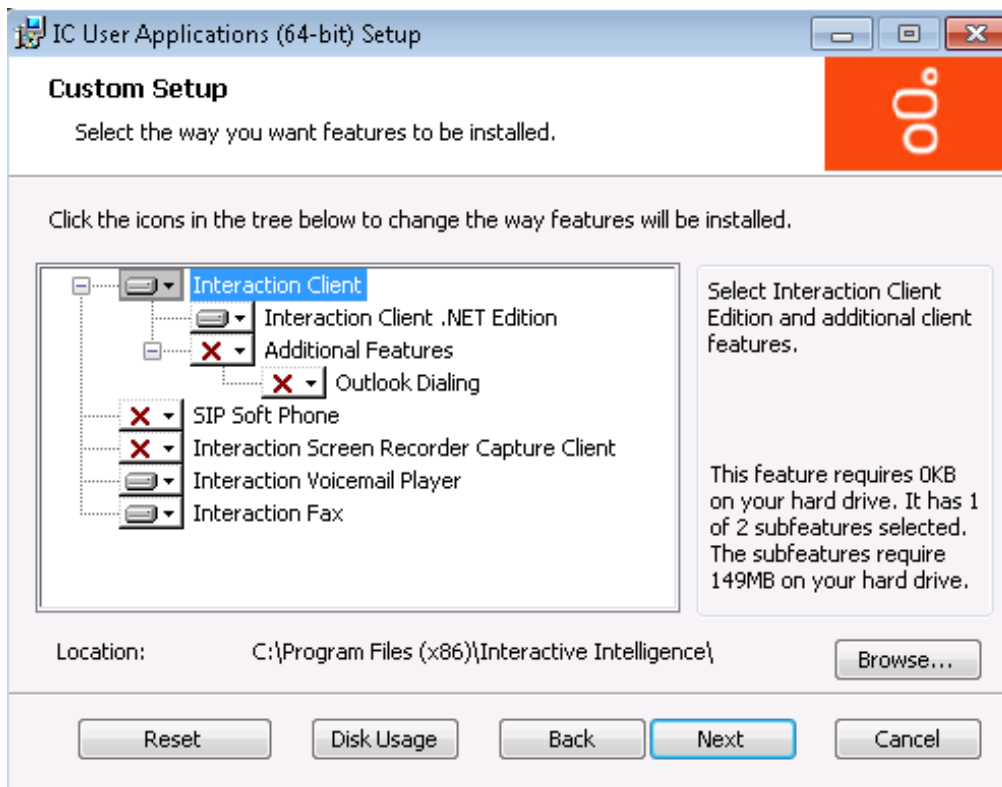 IC User Applications (64-bit) Setup
Custom Setup
Select the way you want features to be installed.
Click the icons in the tree below to change the way features will be installed.
Interaction Client
Interaction Client .NET Edition
Additional Features
Outlook Dialing
SIP Soft Phone
Interaction Screen Recorder Capture Client
Interaction Voicemail Player
Interaction Fax
Select Interaction Client
Edition and additional client
features.
This feature requires 0KB
on your hard drive. It has 1
of 2 subfeatures selected.
The subfeatures require
149MB on your hard drive.
Location: C:\Program Files (x86)\Interactive Intelligence\
Browse...
Reset Disk Usage Back Next Cancel